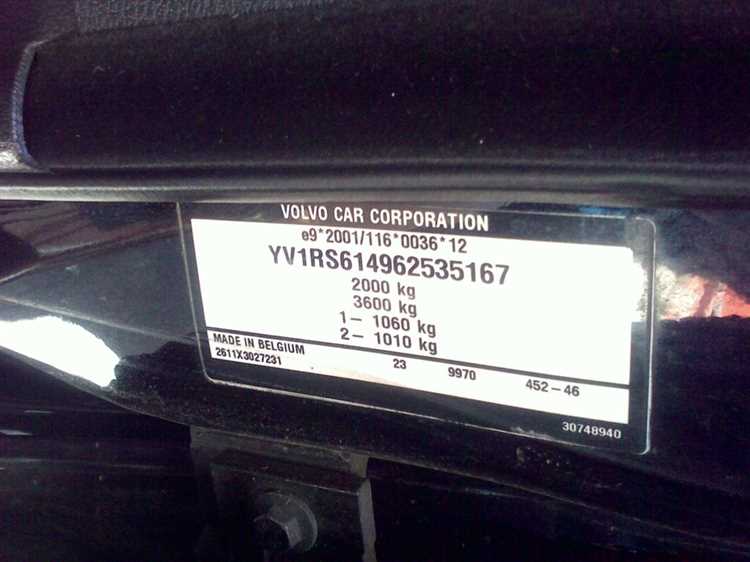 VOLVO CAR CORPORATION
e9*2001/116*0036*12
YV1RS614962535167
2000 kg
3600 kg
1- 1060 kg
2- 1010 kg
MADE IN BELGIUM
2611X3027231 23 9970 452-46
30748940